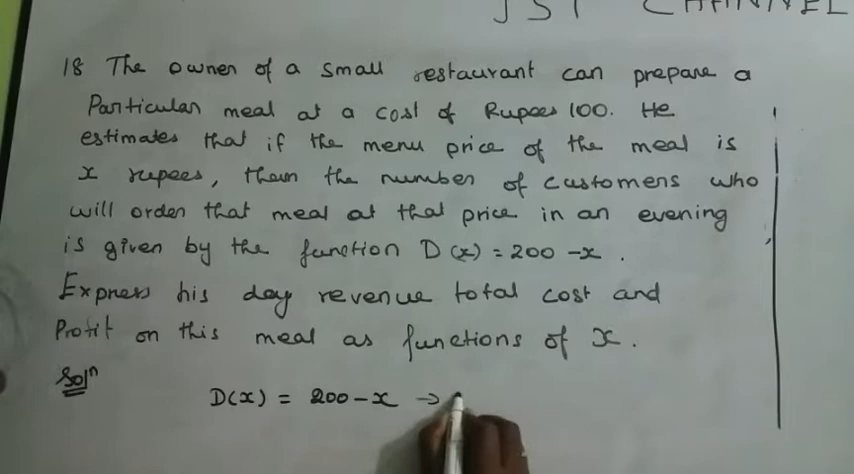 JST CHANNEL
18 The owner of a small restaurant can prepare a
Particular meal at a cost of Rupees 100. He
estimates that if the menu price of the meal is
x rupees, then the number of customers who
will order that meal at that price in an evening
is given by the function D(x) = 200 - x.
Express his day revenue total cost and
Profit on this meal as functions of x.
Soln
D(x) = 200 - x →